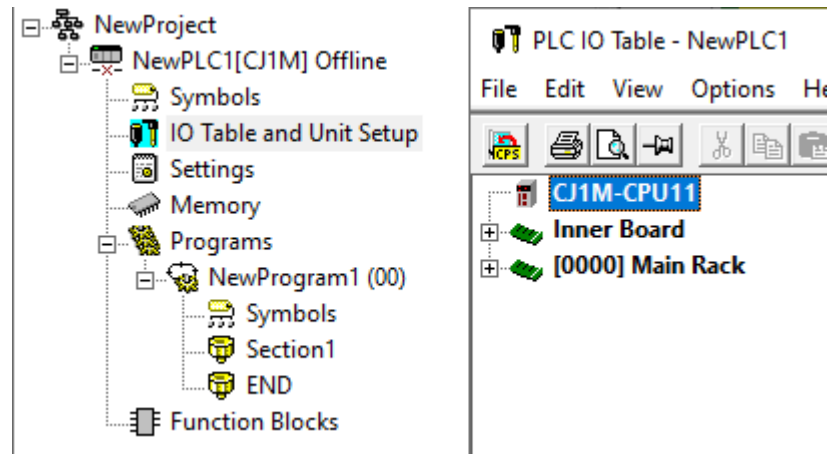 NewProject
NewPLC1[CJ1M] Offline
Symbols
IO Table and Unit Setup
Settings
Memory
Programs
NewProgram1 (00)
Symbols
Section1
END
Function Blocks
PLC IO Table - NewPLC1
File Edit View Options He
CPS
CJ1M-CPU11
Inner Board
[0000] Main Rack